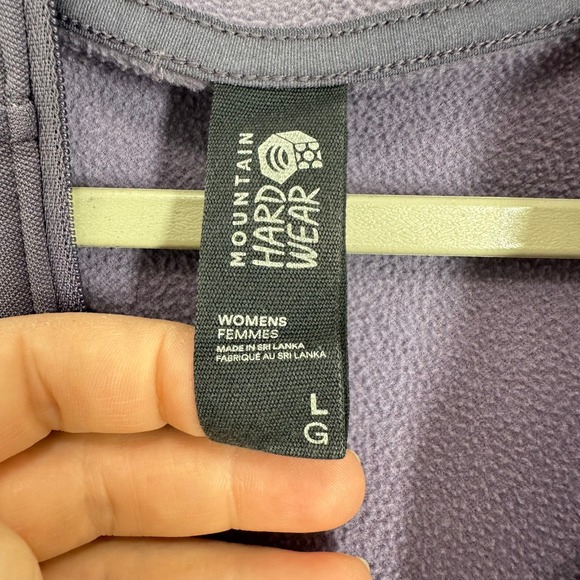 MOUNTAIN
HARD
WEAR
WOMENS
FEMMES
MADE IN SRI LANKA
FABRIQUÉ AU SRI LANKA
L
G